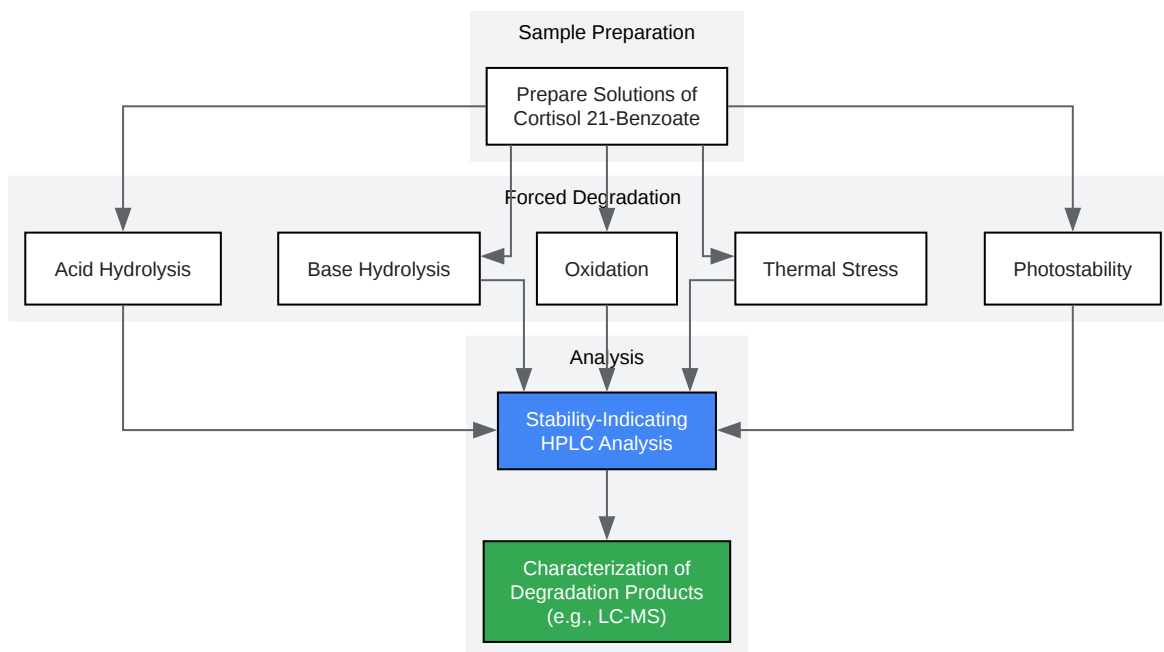 Sample Preparation
Prepare Solutions of
Cortisol 21-Benzoate
Forced Degradation
Acid Hydrolysis
Base Hydrolysis
Oxidation
Thermal Stress
Photostability
Analysis
Stability-Indicating
HPLC Analysis
Characterization of
Degradation Products
(e.g., LC-MS)